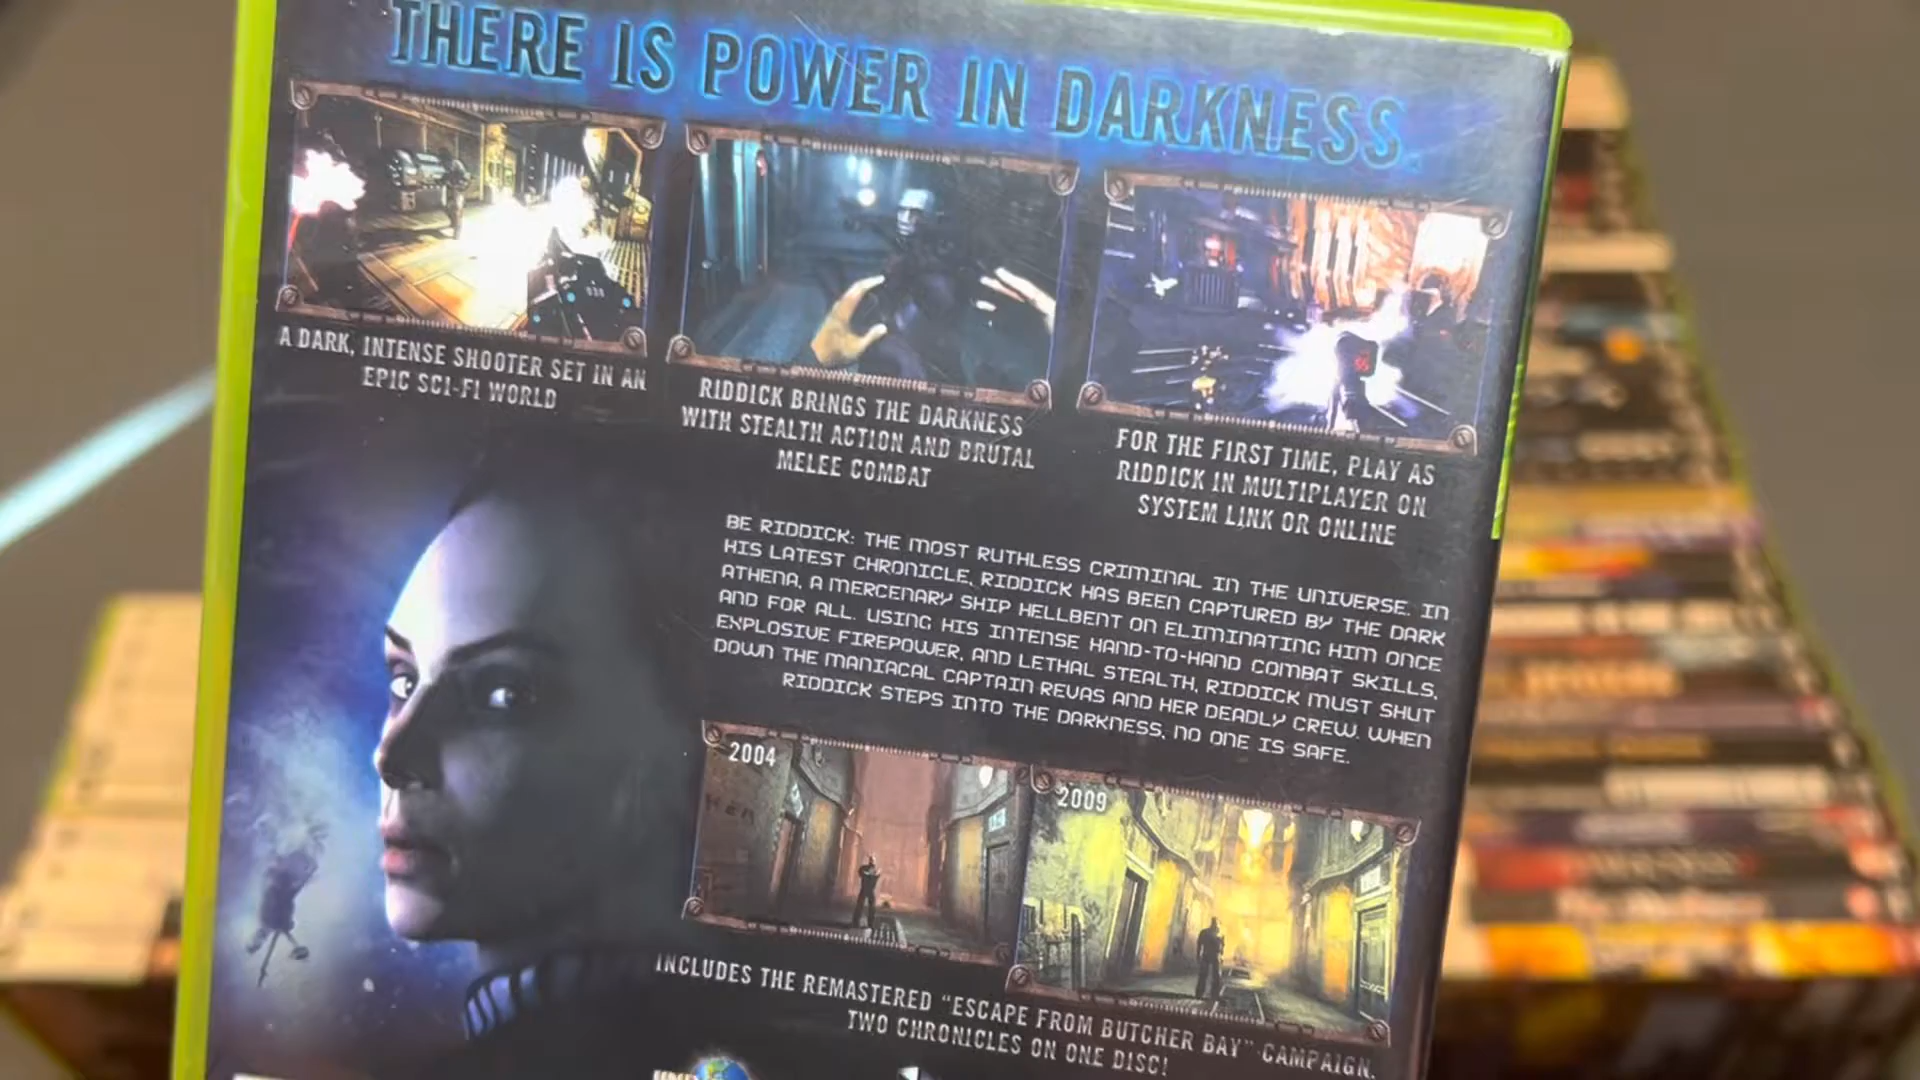 THERE IS POWER IN DARKNESS.
A DARK, INTENSE SHOOTER SET IN AN
EPIC SCI-FI WORLD
RIDDICK BRINGS THE DARKNESS
WITH STEALTH ACTION AND BRUTAL
MELEE COMBAT
FOR THE FIRST TIME, PLAY AS
RIDDICK IN MULTIPLAYER ON
SYSTEM LINK OR ONLINE
BE RIDDICK: THE MOST RUTHLESS CRIMINAL IN THE UNIVERSE. IN
HIS LATEST CHRONICLE, RIDDICK HAS BEEN CAPTURED BY THE DARK
ATHENA, A MERCENARY SHIP HELLBENT ON ELIMINATING HIM ONCE
AND FOR ALL. USING HIS INTENSE HAND-TO-HAND COMBAT SKILLS,
EXPLOSIVE FIREPOWER, AND LETHAL STEALTH, RIDDICK MUST SHUT
DOWN THE MANIACAL CAPTAIN REVAS AND HER DEADLY CREW. WHEN
RIDDICK STEPS INTO THE DARKNESS, NO ONE IS SAFE.
2004
2009
INCLUDES THE REMASTERED "ESCAPE FROM BUTCHER BAY" CAMPAIGN.
TWO CHRONICLES ON ONE DISC!